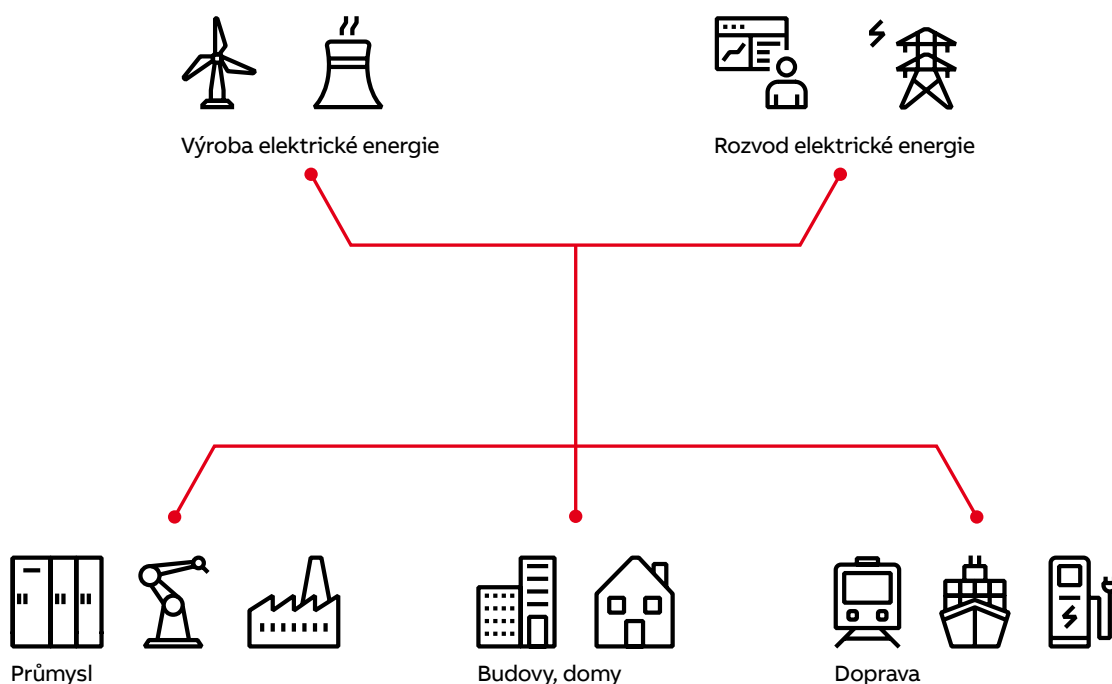 Výroba elektrické energie
Rozvod elektrické energie
Průmysl
Budovy, domy
Doprava